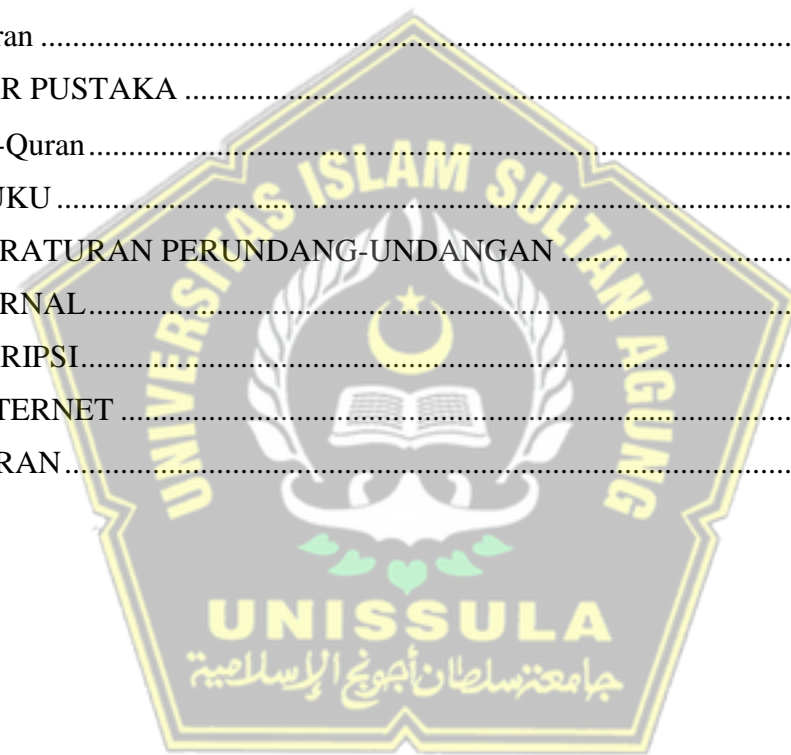 ran ........................................................................................................
R PUSTAKA ........................................................................................
-Quran ...................................................................................................
UKU ........................................................................................................
RATURAN PERUNDANG-UNDANGAN ................................
RNAL ......................................................................................................
RIPSI .......................................................................................................
TERNET .................................................................................................
RAN ........................................................................................................
UNIVERSITAS ISLAM SULTAN AGUNG
UNISSULA
جامعة سلطان أجونج الإسلامية